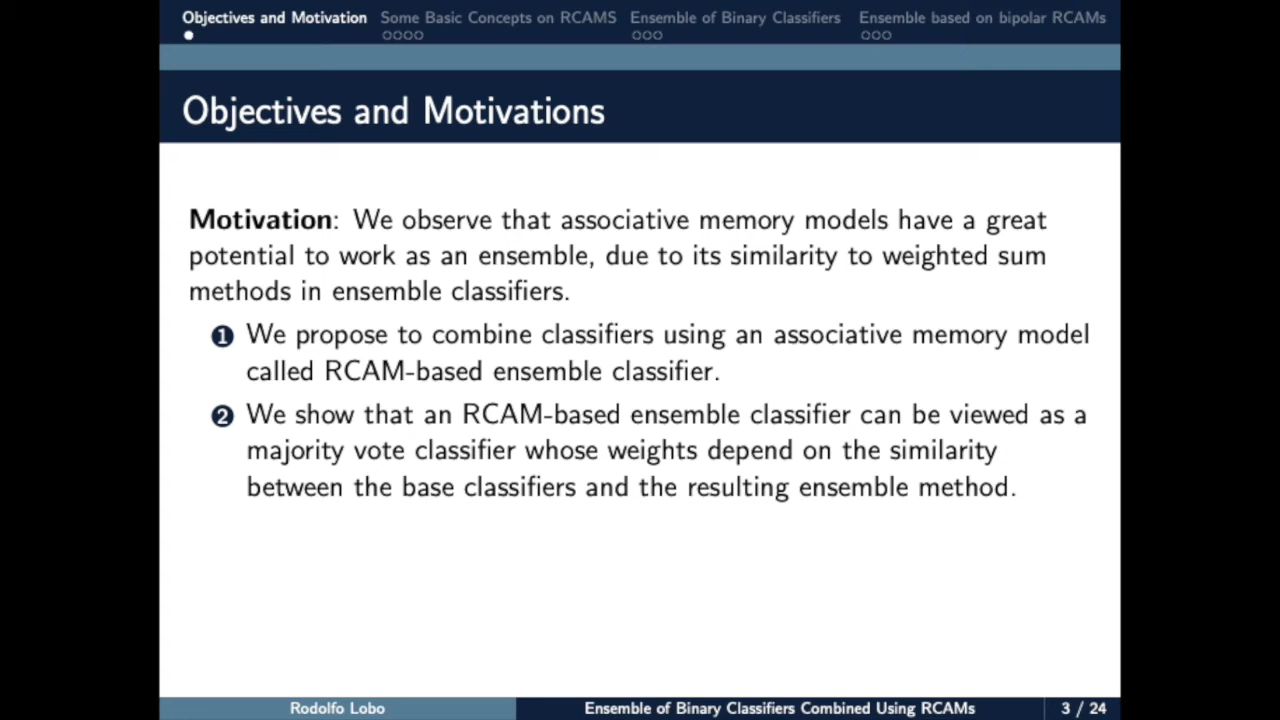 Objectives and Motivation Some Basic Concepts on RCAMS Ensemble of Binary Classifiers Ensemble based on bipolar RCAMs
Objectives and Motivations
Motivation: We observe that associative memory models have a great
potential to work as an ensemble, due to its similarity to weighted sum
methods in ensemble classifiers.
1 We propose to combine classifiers using an associative memory model
called RCAM-based ensemble classifier.
2 We show that an RCAM-based ensemble classifier can be viewed as a
majority vote classifier whose weights depend on the similarity
between the base classifiers and the resulting ensemble method.
Rodolfo Lobo Ensemble of Binary Classifiers Combined Using RCAMs 3 / 24